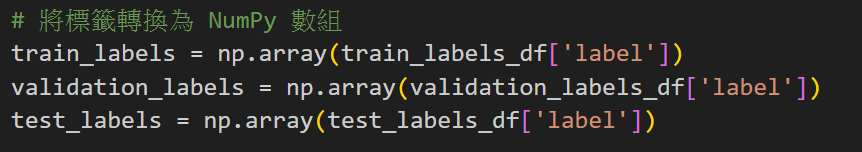 # 將標籤轉換為 NumPy 數組
train_labels = np.array(train_labels_df['label'])
validation_labels = np.array(validation_labels_df['label'])
test_labels = np.array(test_labels_df['label'])